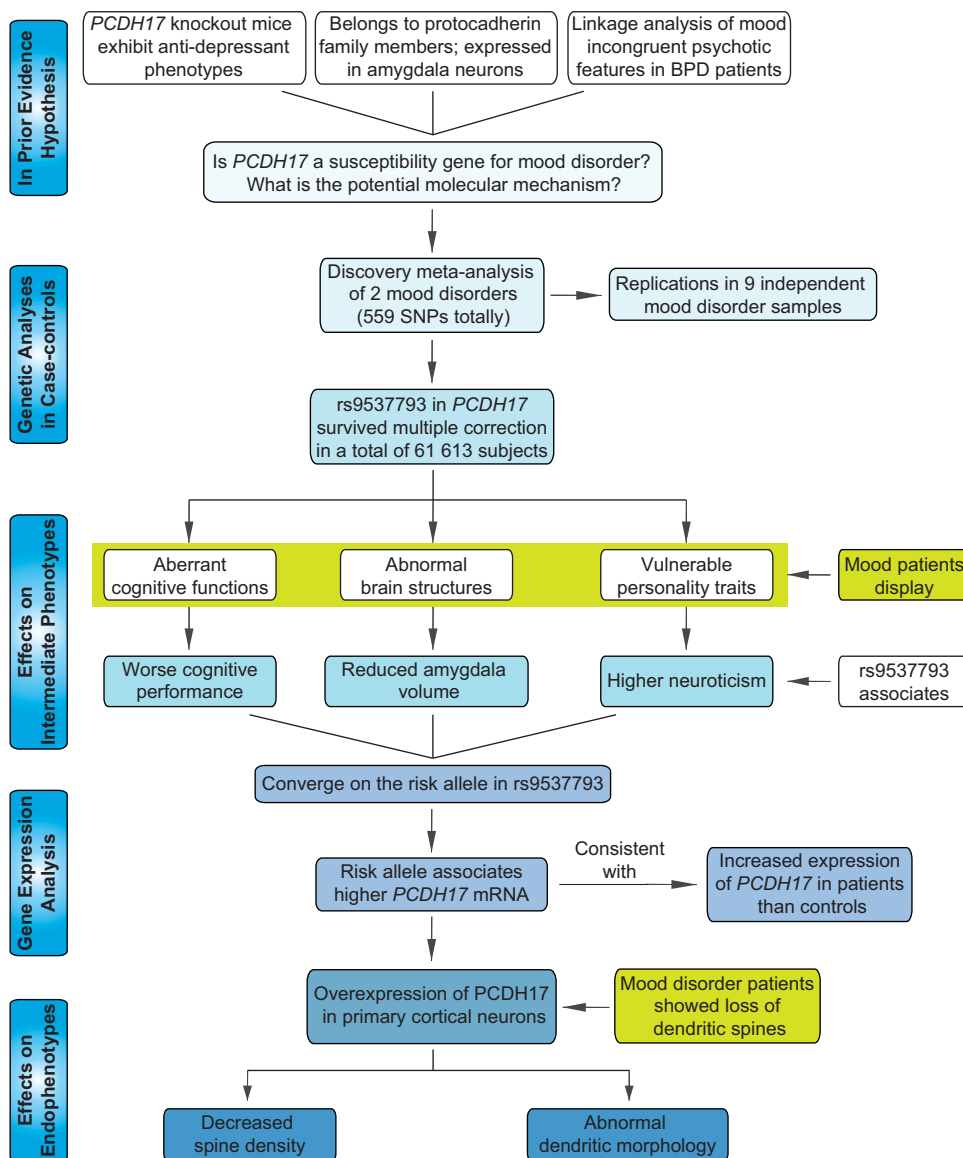 In Prior Evidence
Hypothesis
PCDH17 knockout mice
exhibit anti-depressant
phenotypes
Belongs to protocadherin
family members; expressed
in amygdala neurons
Linkage analysis of mood
incongruent psychotic
features in BPD patients
Is PCDH17 a susceptibility gene for mood disorder?
What is the potential molecular mechanism?
Genetic Analyses
in Case-controls
Discovery meta-analysis
of 2 mood disorders
(559 SNPs totally)
Replications in 9 independent
mood disorder samples
rs9537793 in PCDH17
survived multiple correction
in a total of 61 613 subjects
Effects on
Intermediate Phenotypes
Aberrant
cognitive functions
Abnormal
brain structures
Vulnerable
personality traits
Mood patients
display
Worse cognitive
performance
Reduced amygdala
volume
Higher neuroticism
rs9537793
associates
Converge on the risk allele in rs9537793
Gene Expression
Analysis
Risk allele associates
higher PCDH17 mRNA
Consistent
with
Increased expression
of PCDH17 in patients
than controls
Effects on
Endophenotypes
Overexpression of PCDH17
in primary cortical neurons
Mood disorder patients
showed loss of
dendritic spines
Decreased
spine density
Abnormal
dendritic morphology